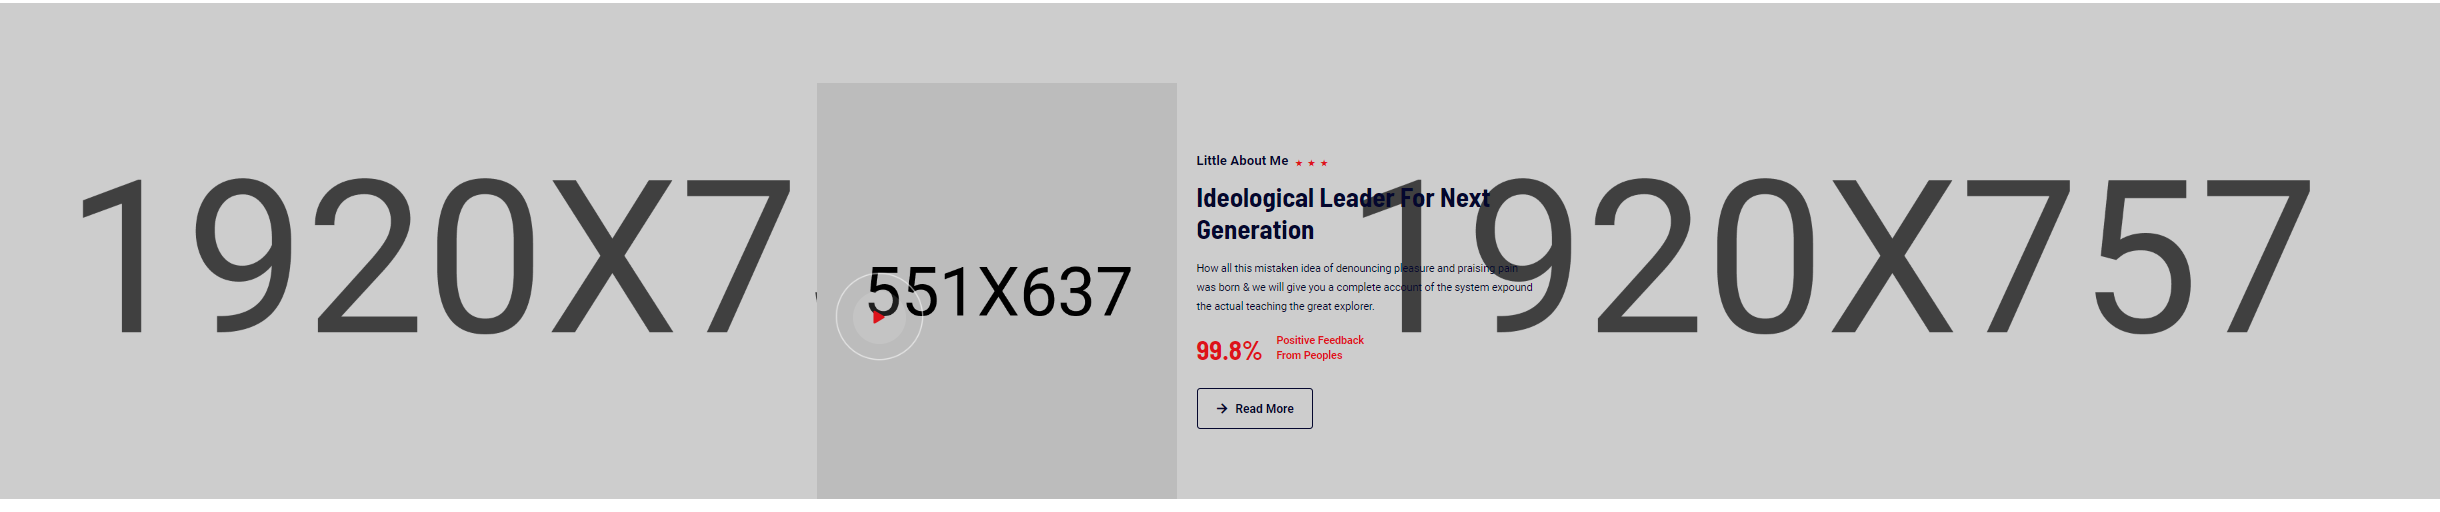 1920X7
551X637
1920X757
Little About Me
Ideological Leader For Next
Generation
How all this mistaken idea of denouncing pleasure and praising pain
was born & we will give you a complete account of the system expound
the actual teaching the great explorer.
99.8%
Positive Feedback
From Peoples
Read More